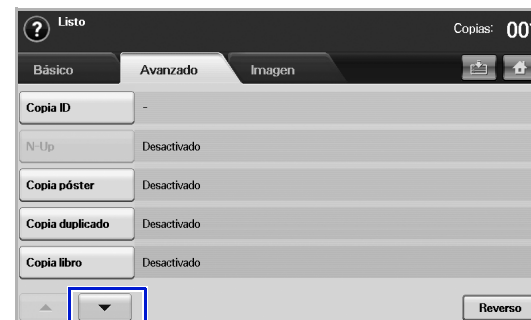 ? Listo
Copias: 001
Básico Avanzado Imagen
Copia ID -
N-Up Desactivado
Copia póster Desactivado
Copia duplicado Desactivado
Copia libro Desactivado
Reverso